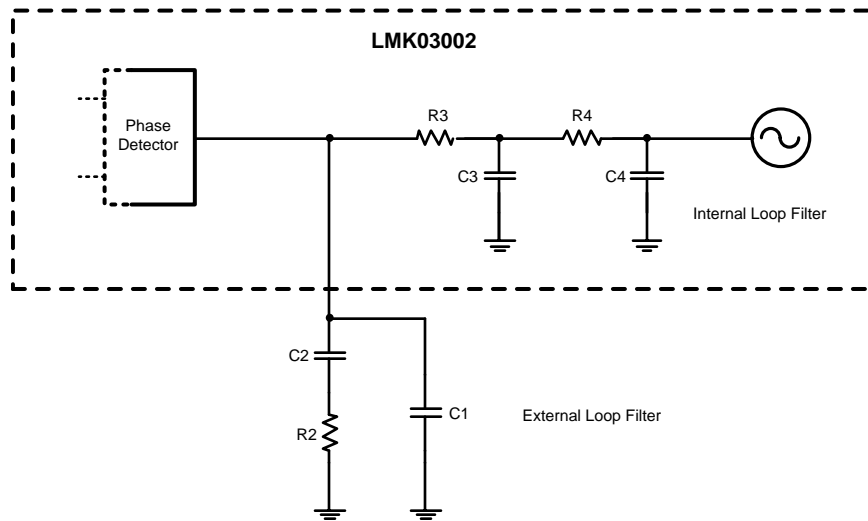 LMK03002
Phase
Detector
R3
R4
C3
C4
Internal Loop Filter
C2
C1
R2
External Loop Filter